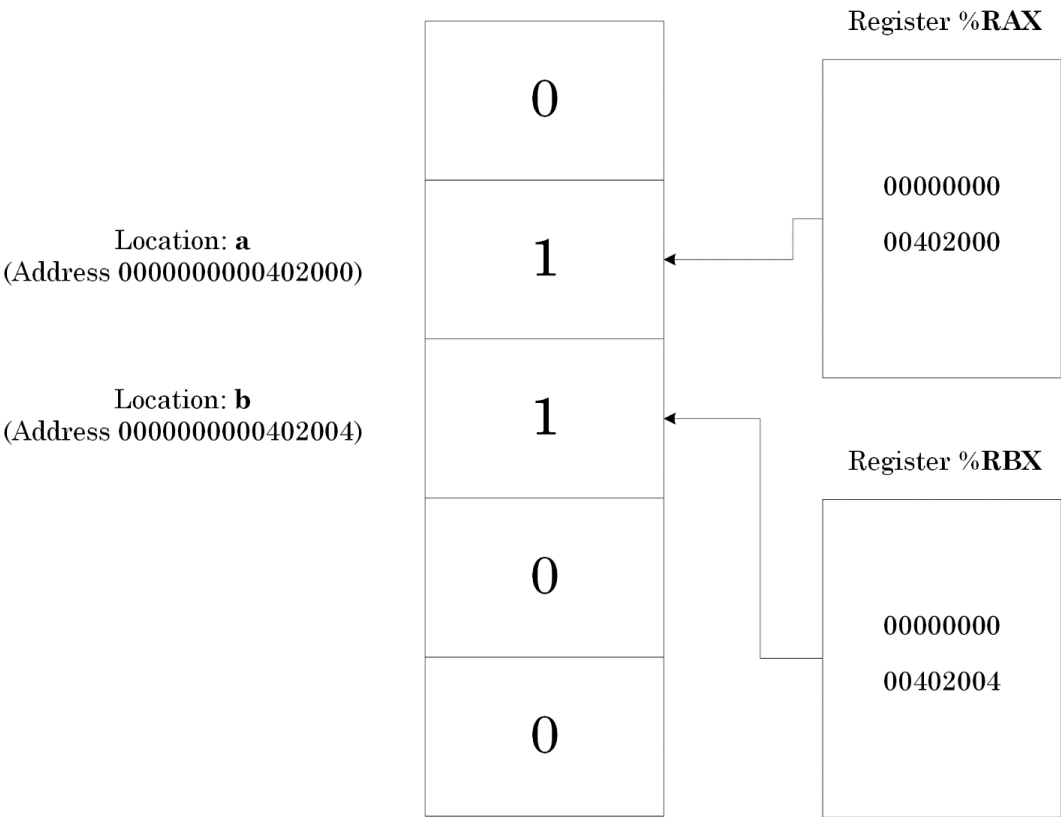 Register %RAX
0
00000000
00402000
Location: a
(Address 0000000000402000)
1
Location: b
(Address 0000000000402004)
1
Register %RBX
0
00000000
00402004
0